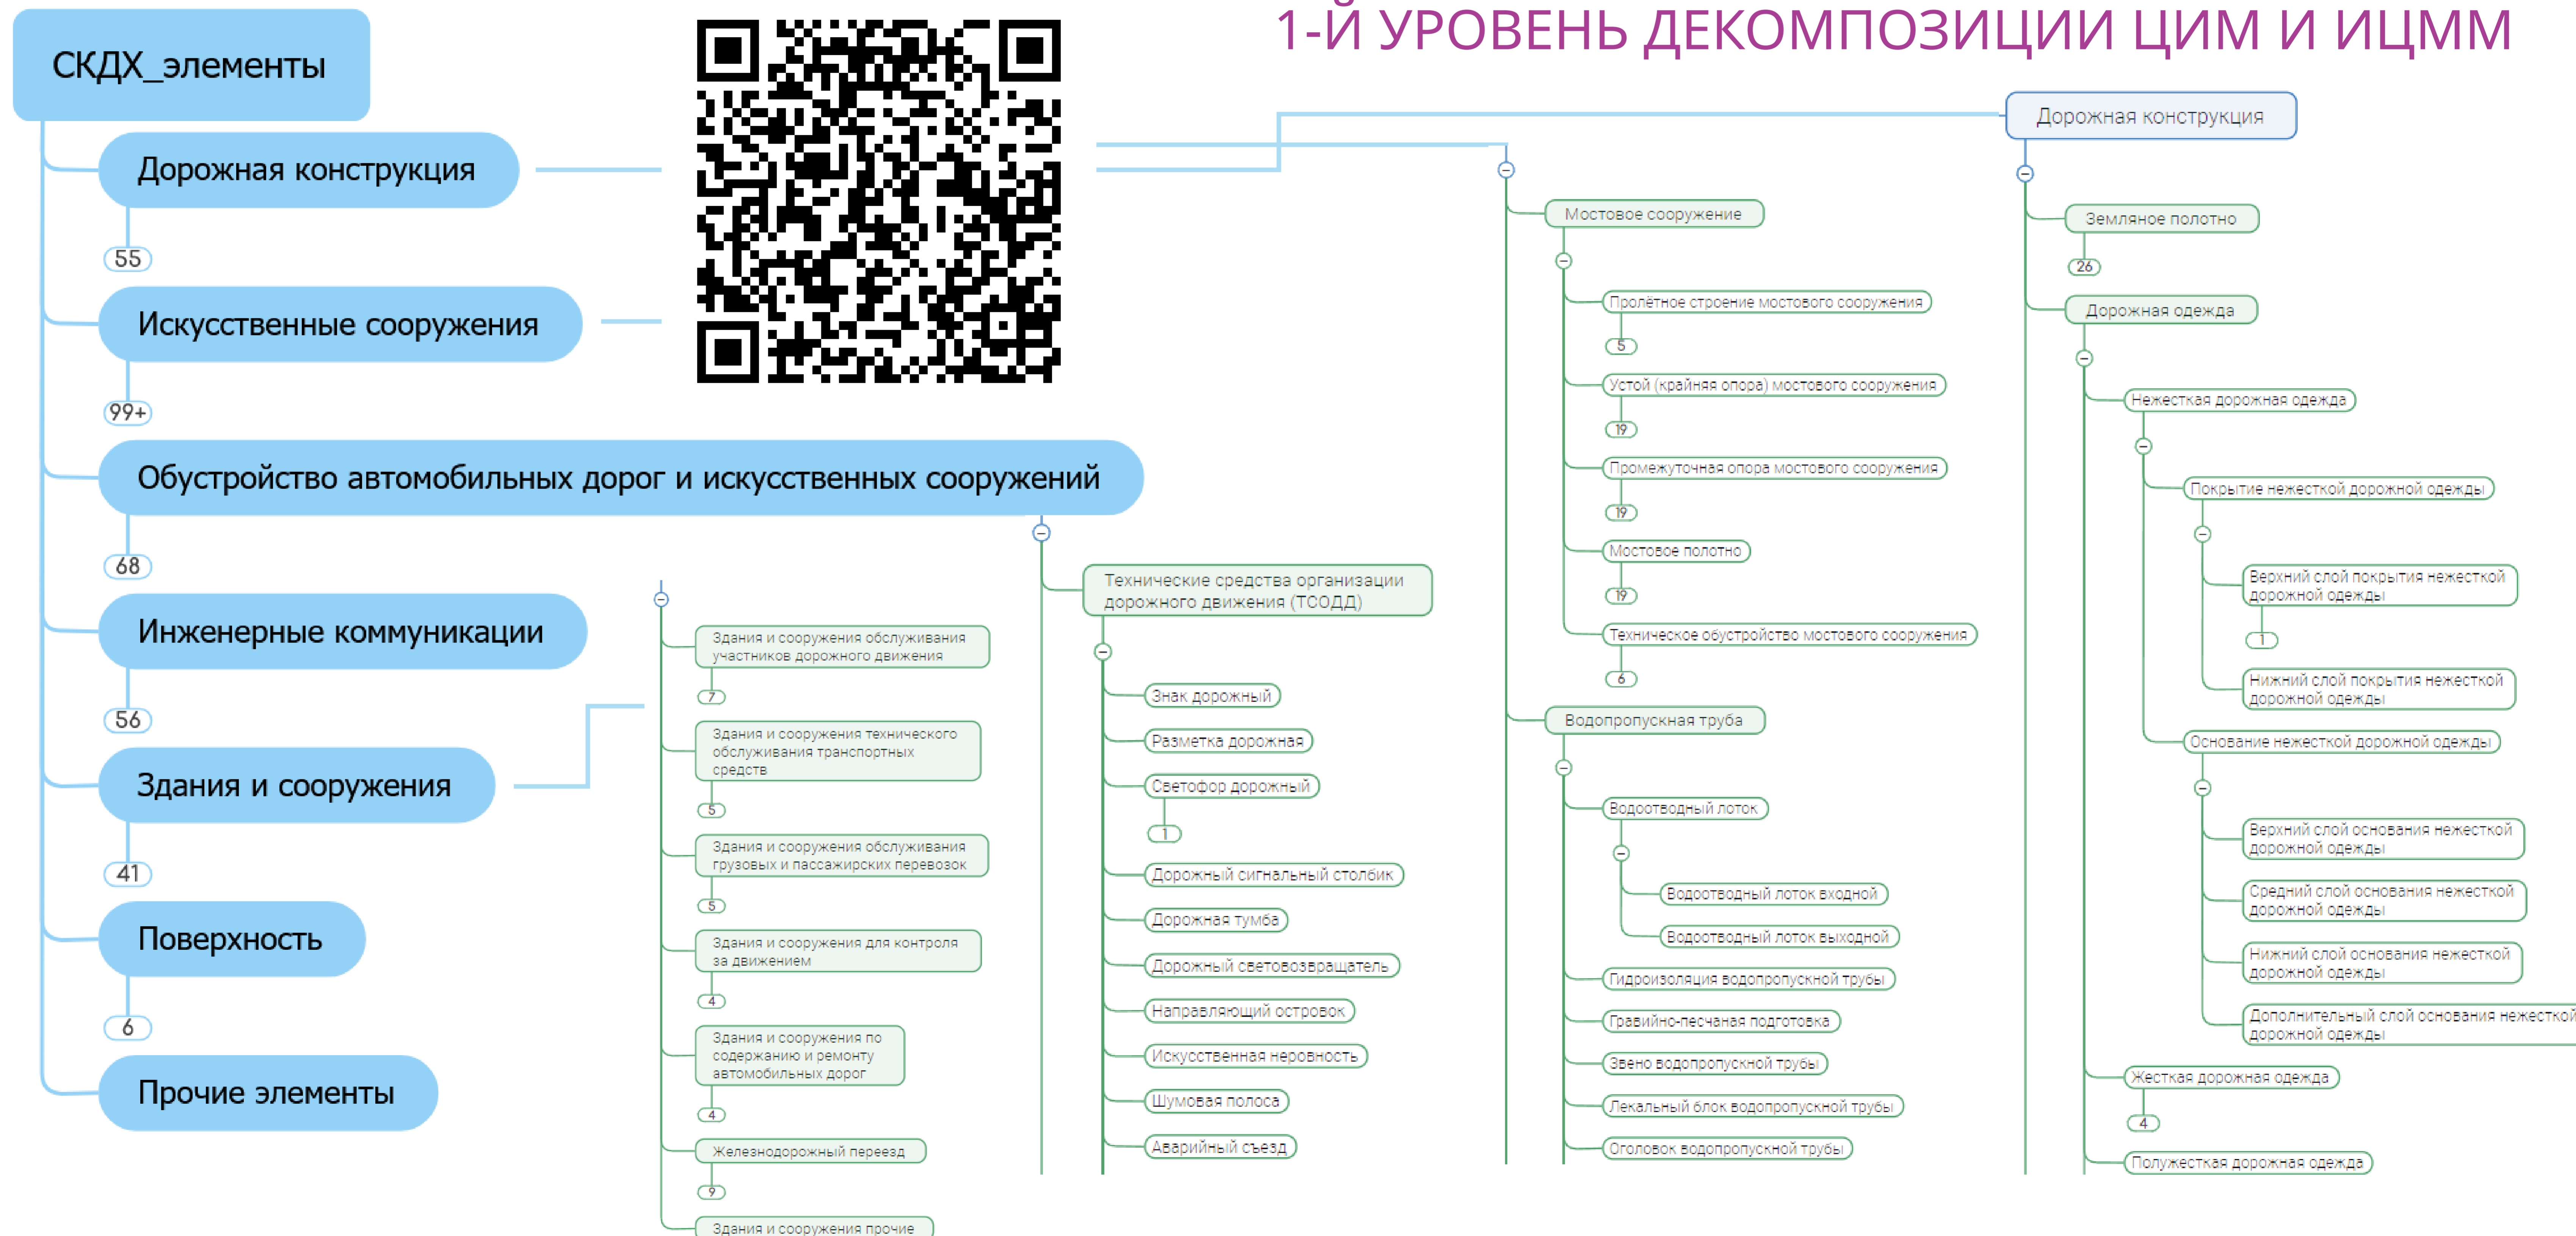 1-Й УРОВЕНЬ ДЕКОМПОЗИЦИИ ЦИМ И ИЦММ
СКДХ_элементы
Дорожная конструкция
55
Искусственные сооружения
99+
Обустройство автомобильных дорог и искусственных сооружений
68
Инженерные коммуникации
56
Здания и сооружения
41
Поверхность
6
Прочие элементы
Здания и сооружения обслуживания
участников дорожного движения
7
Здания и сооружения технического
обслуживания транспортных
средств
5
Здания и сооружения обслуживания
грузовых и пассажирских перевозок
5
Здания и сооружения для контроля
за движением
4
Здания и сооружения по
содержанию и ремонту
автомобильных дорог
4
Железнодорожный переезд
9
Здания и сооружения прочие
Технические средства организации
дорожного движения (ТСОДД)
Знак дорожный
Разметка дорожная
Светофор дорожный
1
Дорожный сигнальный столбик
Дорожная тумба
Дорожный световозвращатель
Направляющий островок
Искусственная неровность
Шумовая полоса
Аварийный съезд
Мостовое сооружение
Пролётное строение мостового сооружения
5
Устой (крайняя опора) мостового сооружения
19
Промежуточная опора мостового сооружения
19
Мостовое полотно
19
Техническое обустройство мостового сооружения
6
Водопропускная труба
Водоотводный лоток
Водоотводный лоток входной
Водоотводный лоток выходной
Гидроизоляция водопропускной трубы
Гравийно-песчаная подготовка
Звено водопропускной трубы
Лекальный блок водопропускной трубы
Оголовок водопропускной трубы
Дорожная конструкция
Земляное полотно
26
Дорожная одежда
Нежесткая дорожная одежда
Покрытие нежесткой дорожной одежды
Верхний слой покрытия нежесткой
дорожной одежды
1
Нижний слой покрытия нежесткой
дорожной одежды
Основание нежесткой дорожной одежды
Верхний слой основания нежесткой
дорожной одежды
Средний слой основания нежесткой
дорожной одежды
Нижний слой основания нежесткой
дорожной одежды
Дополнительный слой основания нежесткой
дорожной одежды
Жесткая дорожная одежда
4
Полужесткая дорожная одежда